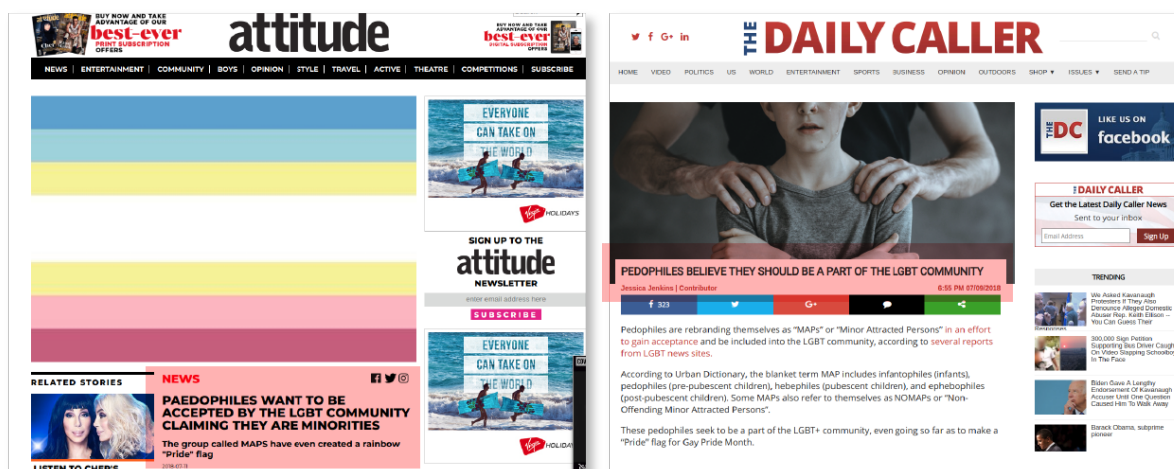 BUY NOW AND TAKE
ADVANTAGE OF OUR
best-ever
PRINT SUBSCRIPTION
OFFERS
attitude
BUY NOW AND TAKE
ADVANTAGE OF OUR
best-ever
DIGITAL SUBSCRIPTION
OFFERS
NEWS | ENTERTAINMENT | COMMUNITY | BOYS | OPINION | STYLE | TRAVEL | ACTIVE | THEATRE | COMPETITIONS | SUBSCRIBE
EVERYONE
CAN TAKE ON
THE WORLD
Virgin HOLIDAYS
SIGN UP TO THE
attitude
NEWSLETTER
enter email address here
SUBSCRIBE
EVERYONE
CAN TAKE ON
THE WORLD
Virgin HOLIDAY
RELATED STORIES
LISTEN TO CHER'S
NEWS
PAEDOPHILES WANT TO BE
ACCEPTED BY THE LGBT COMMUNITY
CLAIMING THEY ARE MINORITIES
The group called MAPS have even created a rainbow
"Pride" flag
2018-07-11
THE DAILY CALLER
HOME VIDEO POLITICS US WORLD ENTERTAINMENT SPORTS BUSINESS OPINION OUTDOORS SHOP ▼ ISSUES ▼ SEND A TIP
PEDOPHILES BELIEVE THEY SHOULD BE A PART OF THE LGBT COMMUNITY
Jessica Jenkins | Contributor
6:55 PM 07/09/2018
323
Pedophiles are rebranding themselves as “MAPs” or “Minor Attracted Persons” in an effort
to gain acceptance and be included into the LGBT community, according to several reports
from LGBT news sites.
According to Urban Dictionary, the blanket term MAP includes infantophiles (infants),
pedophiles (pre-pubescent children), hebephiles (pubescent children), and ephebophiles
(post-pubescent children). Some MAPs also refer to themselves as NOMAPs or “Non-
Offending Minor Attracted Persons”.
These pedophiles seek to be a part of the LGBT+ community, even going so far as to make a
“Pride” flag for Gay Pride Month.
THE DC
LIKE US ON
facebook
THE DAILY CALLER
Get the Latest Daily Caller News
Sent to your inbox
Email Address
Sign Up
TRENDING
We Asked Kavanaugh
Protesters If They Also
Denounce Alleged Domestic
Abuser Rep. Keith Ellison --
You Can Guess Their
Responses
300,000 Sign Petition
Supporting Bus Driver Caugh
On Video Slapping Schoolbo
In The Face
Biden Gave A Lengthy
Endorsement Of Kavanaugh
Accuser Until One Question
Caused Him To Walk Away
Barack Obama, subprime
pioneer